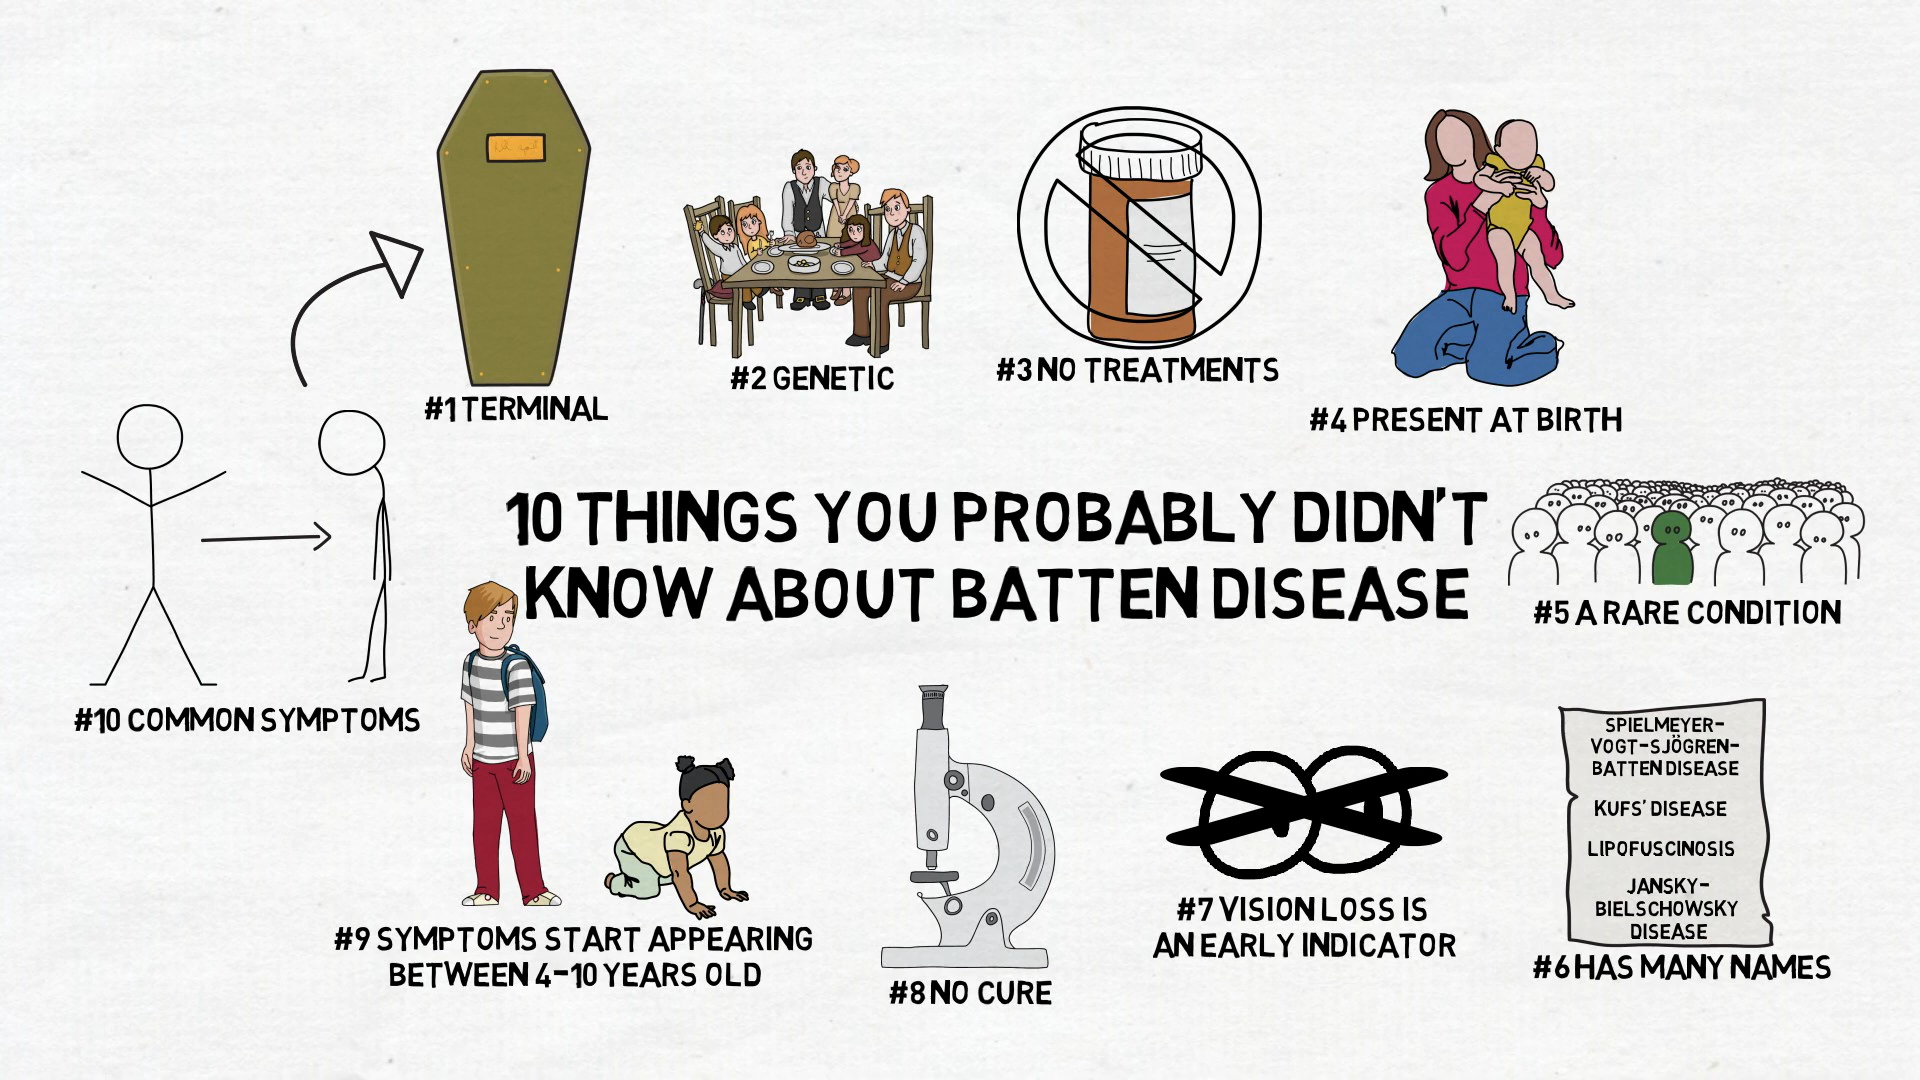 #1 TERMINAL
#2 GENETIC
#3 NO TREATMENTS
#4 PRESENT AT BIRTH
10 THINGS YOU PROBABLY DIDN'T
KNOW ABOUT BATTEN DISEASE
#5 A RARE CONDITION
#10 COMMON SYMPTOMS
SPIELMEYER-
VOGT-SJÖGREN-
BATTEN DISEASE
KUFS' DISEASE
LIPOFUSCINOSIS
JANSKY-
BIELSCHOWSKY
DISEASE
#6 HAS MANY NAMES
#7 VISION LOSS IS
AN EARLY INDICATOR
#8 NO CURE
#9 SYMPTOMS START APPEARING
BETWEEN 4-10 YEARS OLD